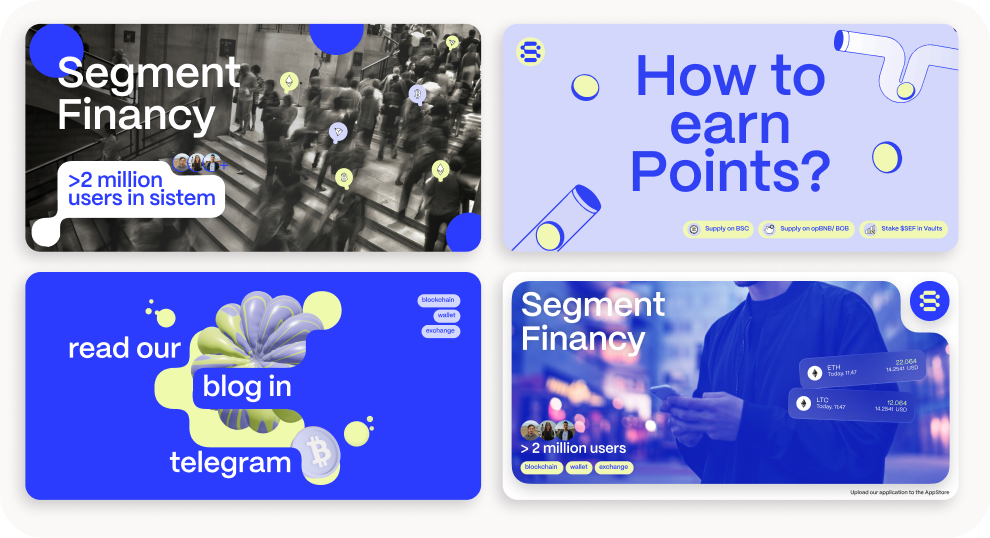 Segment
Financy
>2 million
users in sistem
How to
earn
Points?
Supply on BSC
Supply on opBNB/ BOB
Stake $SEF in Vaults
read our
blog in
telegram
blockchain
wallet
exchange
Segment
Financy
ETH
Today, 11:47
22.064
14.2541 USD
LTC
Today, 11:47
12.064
14.2541 USD
> 2 million users
blockchain
wallet
exchange
Upload our application to the AppStore